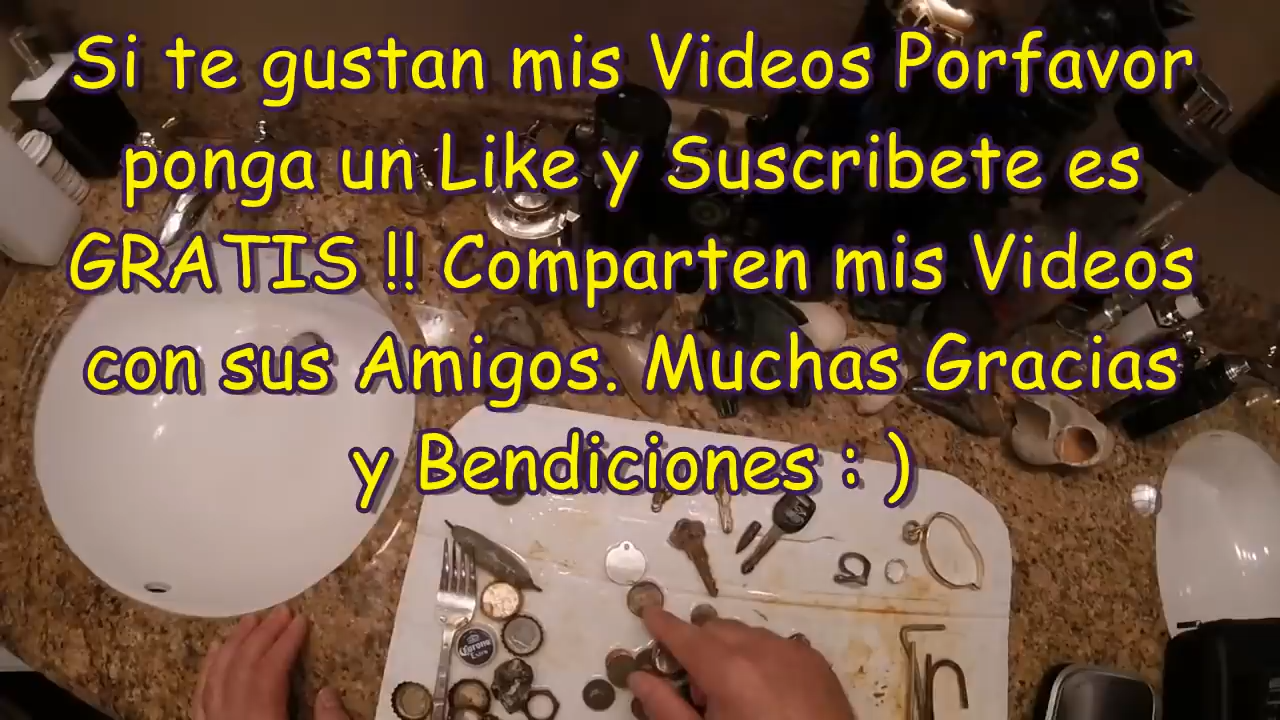 Si te gustan mis Videos Porfavor
ponga un Like y Suscribete es
GRATIS !! Comparten mis Videos
con sus Amigos. Muchas Gracias
y Bendiciones : )
Corona
Extra